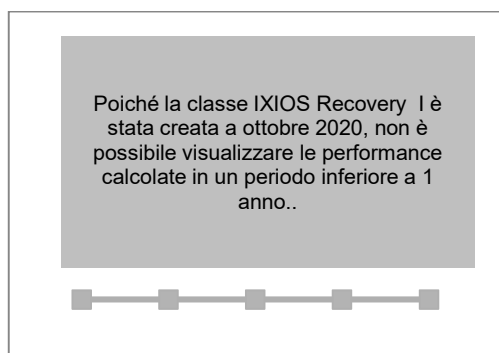 Poiché la classe IXIOS Recovery  I è
stata creata a ottobre 2020, non è
possibile visualizzare le performance
calcolate in un periodo inferiore a 1
anno..